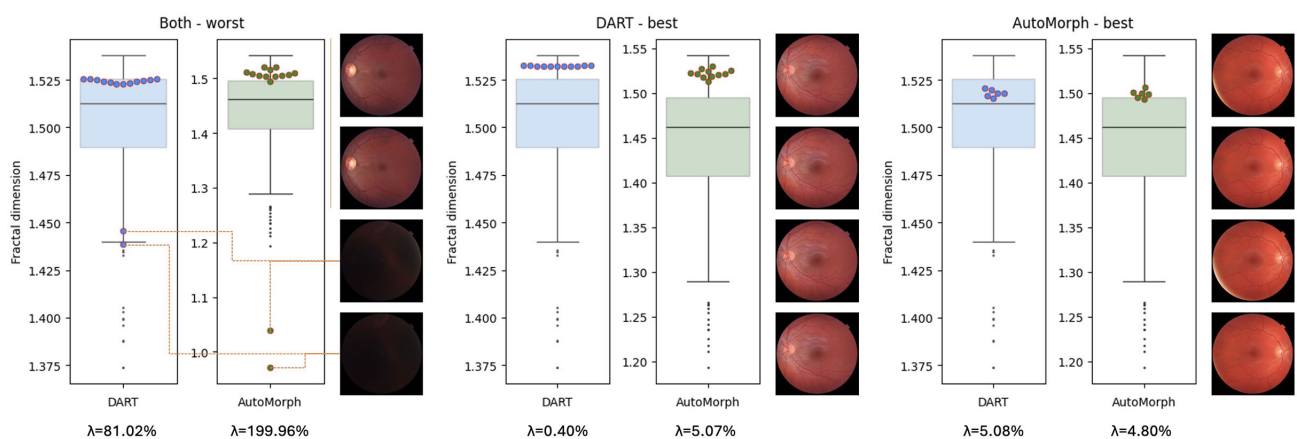 Both - worst
DART - best
AutoMorph - best
Fractal dimension
1.525
1.500
1.475
1.450
1.425
1.400
1.375
DART
λ=81.02%
1.5
1.4
1.3
1.2
1.1
1.0
AutoMorph
λ=199.96%
Fractal dimension
1.525
1.500
1.475
1.450
1.425
1.400
1.375
DART
λ=0.40%
1.55
1.50
1.45
1.40
1.35
1.30
1.25
1.20
AutoMorph
λ=5.07%
Fractal dimension
1.525
1.500
1.475
1.450
1.425
1.400
1.375
DART
λ=5.08%
1.55
1.50
1.45
1.40
1.35
1.30
1.25
1.20
AutoMorph
λ=4.80%